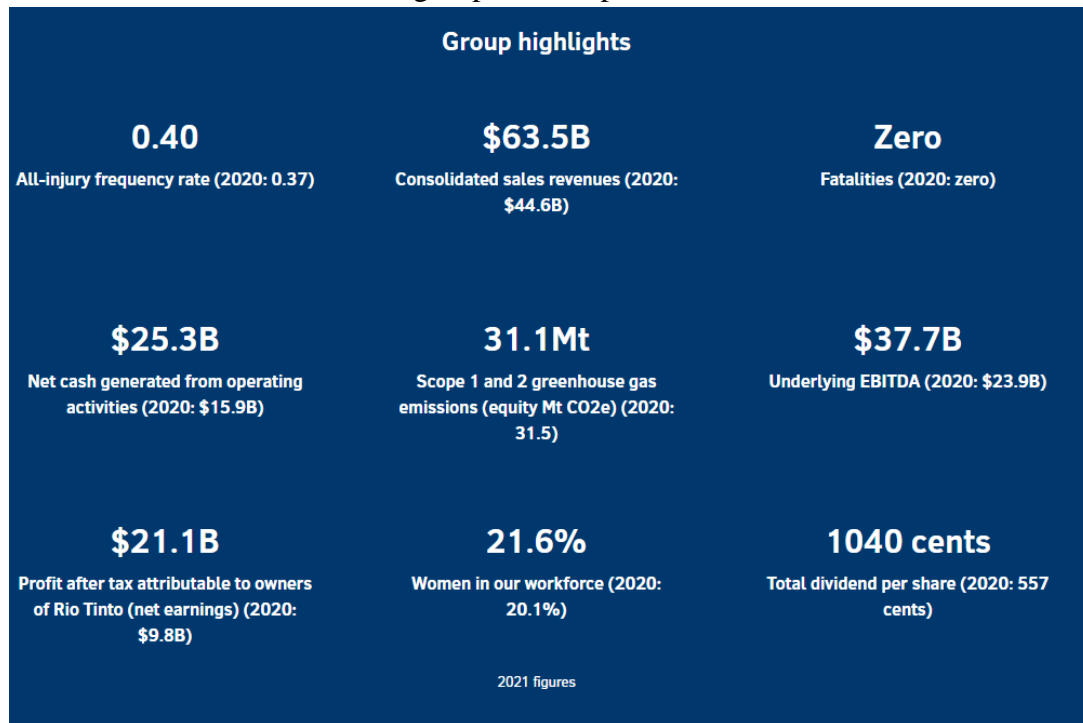 Group highlights
0.40
All-injury frequency rate (2020: 0.37)
$63.5B
Consolidated sales revenues (2020:
$44.6B)
Zero
Fatalities (2020: zero)
$25.3B
Net cash generated from operating
activities (2020: $15.9B)
31.1Mt
Scope 1 and 2 greenhouse gas
emissions (equity Mt CO2e) (2020:
31.5)
$37.7B
Underlying EBITDA (2020: $23.9B)
$21.1B
Profit after tax attributable to owners
of Rio Tinto (net earnings) (2020:
$9.8B)
21.6%
Women in our workforce (2020:
20.1%)
1040 cents
Total dividend per share (2020: 557
cents)
2021 figures